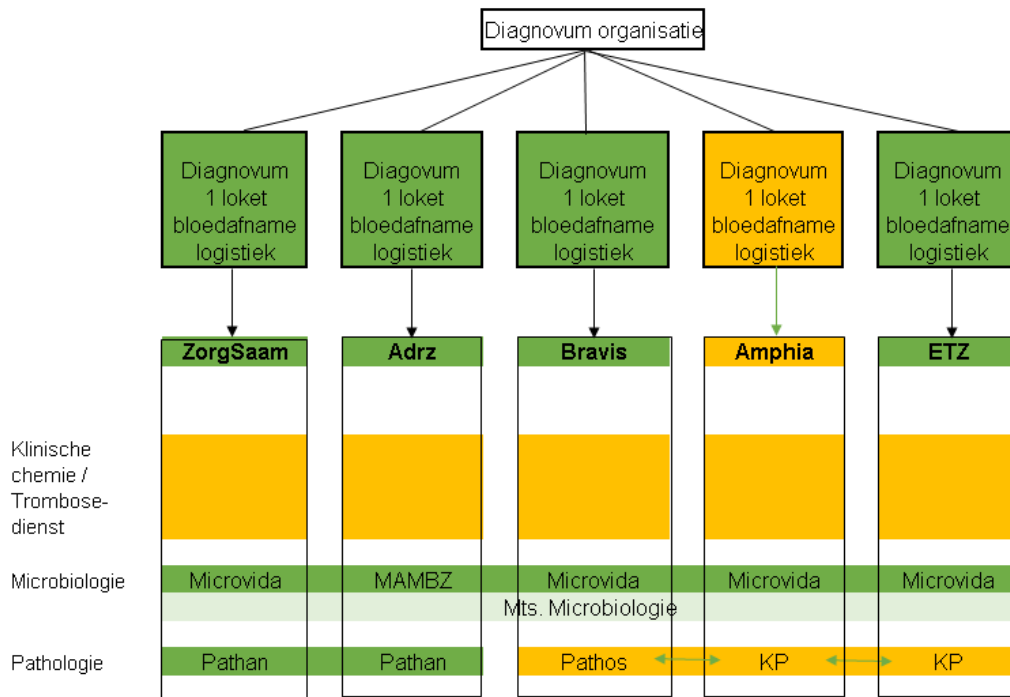 Diagnovum organisatie
Diagnovum
1 loket
bloedafname
logistiek
Diagovum
1 loket
bloedafname
logistiek
Diagnovum
1 loket
bloedafname
logistiek
Diagnovum
1 loket
bloedafname
logistiek
Diagnovum
1 loket
bloedafname
logistiek
ZorgSaam Adrz Bravis Amphia ETZ
Klinische
chemie /
Trombose-
dienst
Microbiologie Microvida MAMBZ Microvida Microvida Microvida
Mts. Microbiologie
Pathologie Pathan Pathan Pathos KP KP